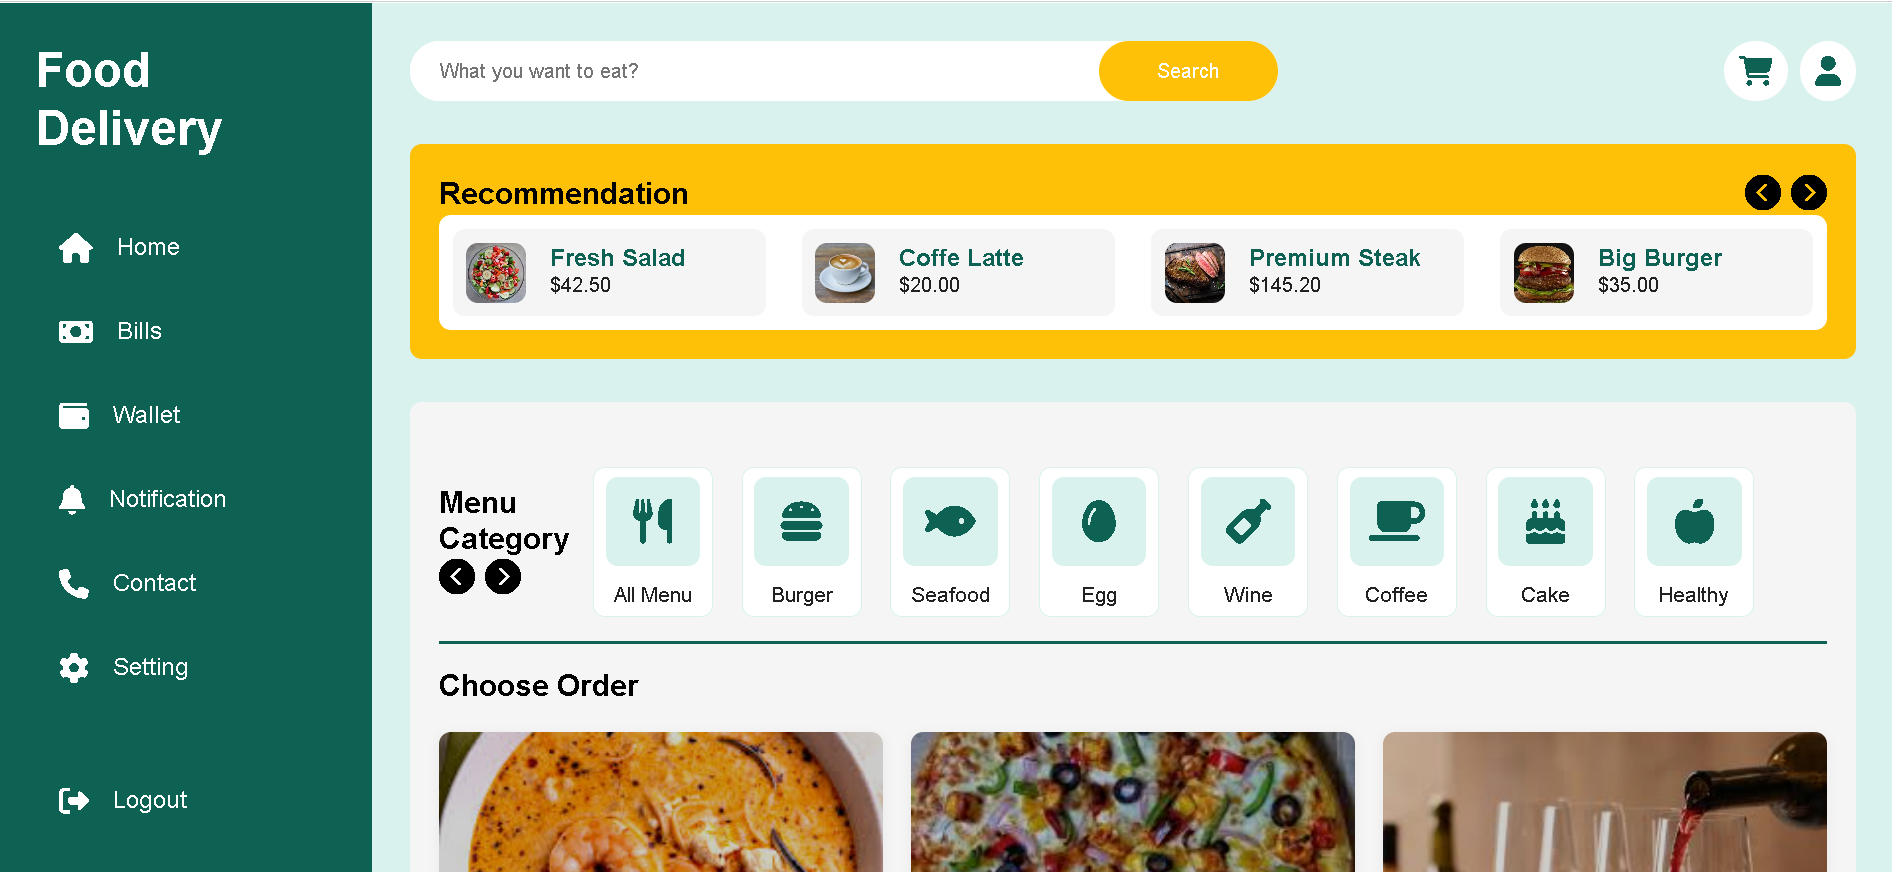 Food
Delivery
Home
Bills
Wallet
Notification
Contact
Setting
Logout
What you want to eat?
Search
Recommendation
Fresh Salad
$42.50
Coffe Latte
$20.00
Premium Steak
$145.20
Big Burger
$35.00
Menu
Category
All Menu
Burger
Seafood
Egg
Wine
Coffee
Cake
Healthy
Choose Order